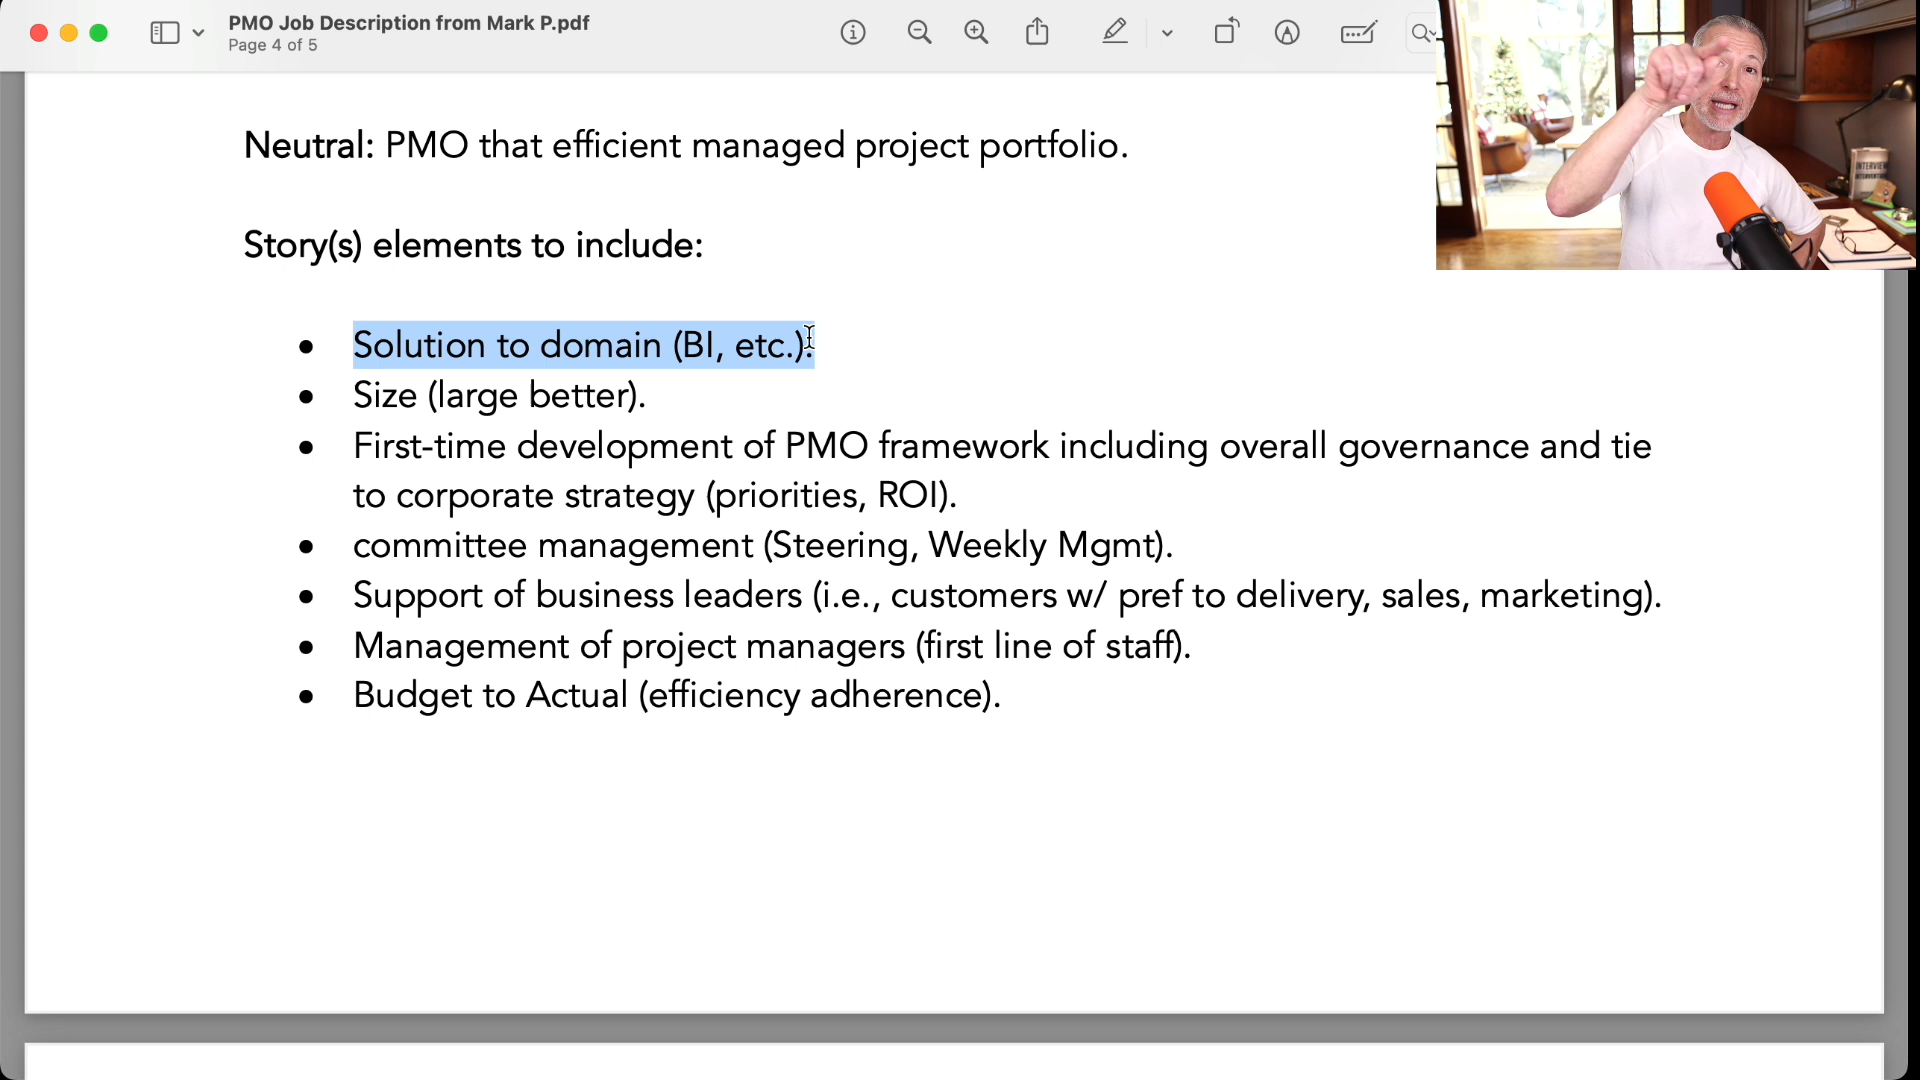 PMO Job Description from Mark P.pdf
Page 4 of 5
Neutral: PMO that efficient managed project portfolio.
Story(s) elements to include:
• Solution to domain (BI, etc.).
• Size (large better).
• First-time development of PMO framework including overall governance and tie
to corporate strategy (priorities, ROI).
• committee management (Steering, Weekly Mgmt).
• Support of business leaders (i.e., customers w/ pref to delivery, sales, marketing).
• Management of project managers (first line of staff).
• Budget to Actual (efficiency adherence).